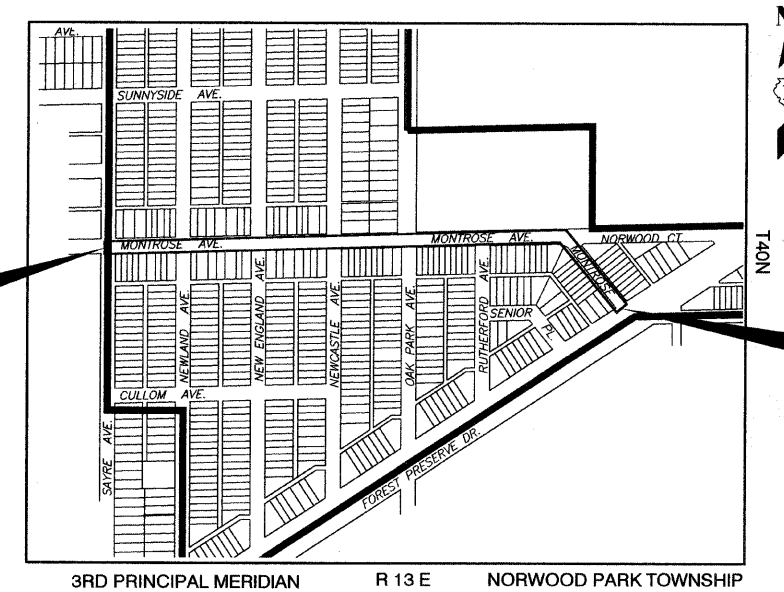 AVE.
N
SUNNYSIDE AVE.
MONTROSE AVE.
MONTROSE AVE.
NORWOOD CT.
MONTROSE
T40N
NEWLAND AVE.
NEW ENGLAND AVE.
NEWCASTLE AVE.
OAK PARK AVE.
RUTHERFORD AVE.
SENIOR PL.
CULLOM AVE.
SAYRE AVE.
FOREST PRESERVE DR.
3RD PRINCIPAL MERIDIAN R 13 E NORWOOD PARK TOWNSHIP